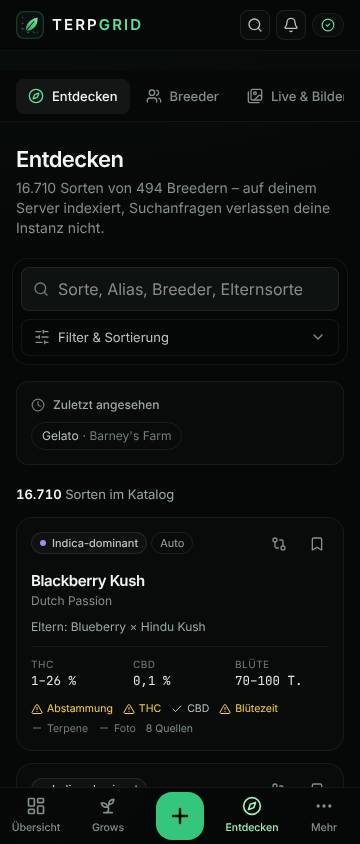 TERPGRID
Entdecken
Breeder
Live & Bilder
Entdecken
16.710 Sorten von 494 Breedern – auf deinem
Server indexiert, Suchanfragen verlassen deine
Instanz nicht.
Sorte, Alias, Breeder, Elternsorte
Filter & Sortierung
Zuletzt angesehen
Gelato · Barney's Farm
16.710 Sorten im Katalog
Indica-dominant Auto
Blackberry Kush
Dutch Passion
Eltern: Blueberry × Hindu Kush
THC CBD BLÜTE
1–26 % 0,1 % 70–100 T.
Abstammung THC CBD Blütezeit
Terpene Foto 8 Quellen
Übersicht Grows Entdecken Mehr